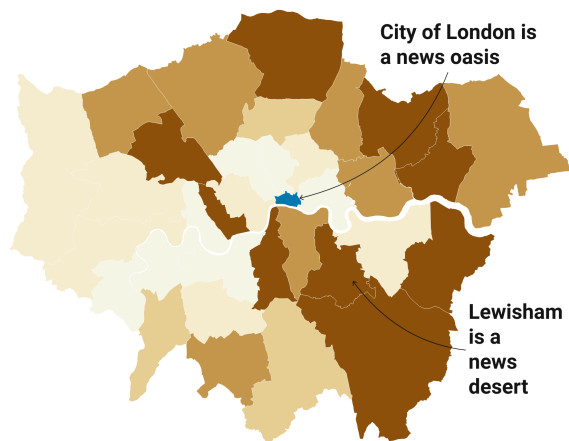 City of London is
a news oasis
Lewisham
is a
news
desert